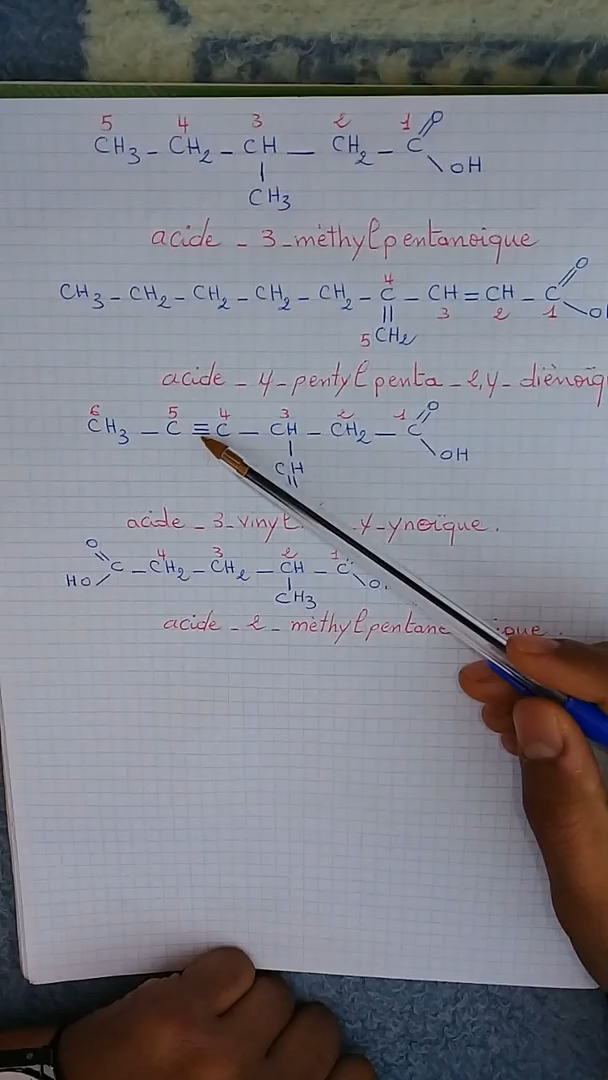 5 4 3 2 1 O
CH3 - CH2 - CH — CH2 - C
OH
CH3
acide - 3 - méthylpentanoïque
4 O
CH3 - CH2 - CH2 - CH2 - CH2 - C - CH = CH - C
3 2 1
5 CH2
acide - 4 - pentylpenta - 2,4 -
6 5 4 3 2 1 O
CH3 - C ≡ C - CH - CH2 - C
OH
CH
acide - 3 - vinyl 4 - ynoïque.
O 4 3 2 1
HO C - CH2 - CH2 - CH - C
O
CH3
acide - 2 - méthylpentane